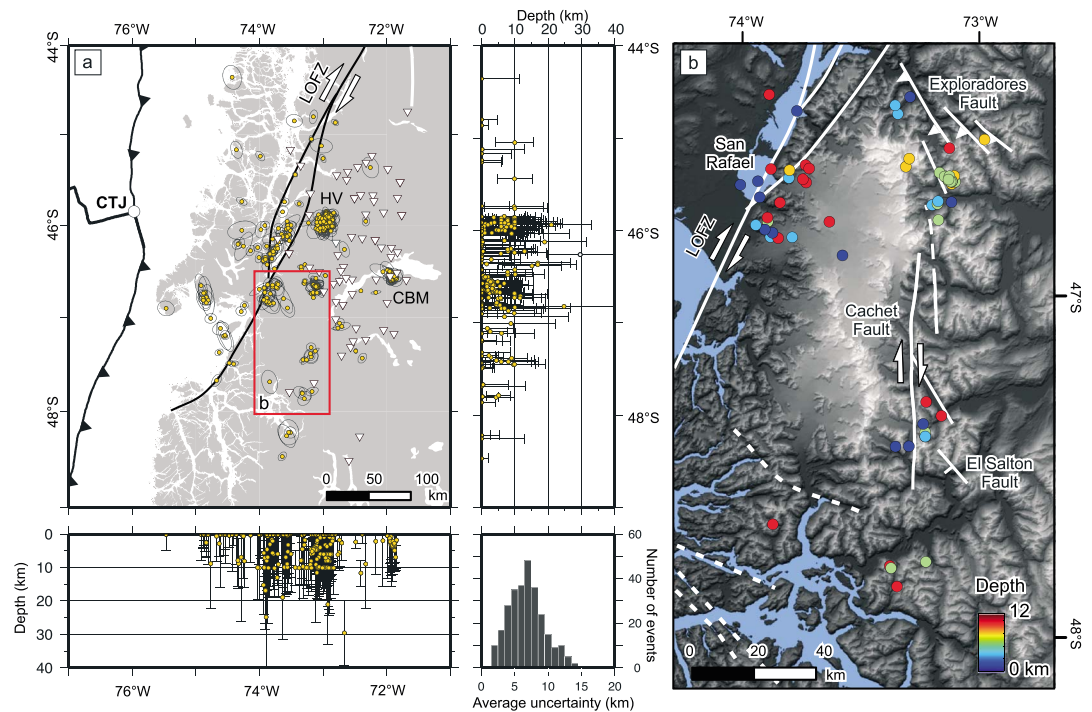 76°W
74°W
72°W
44°S
46°S
48°S
a
LOFZ
CTJ
HV
CBM
b
0 50 100
km
Depth (km)
0 10 20 30 40
44°S
46°S
48°S
Depth (km)
0
10
20
30
40
76°W
74°W
72°W
60
40
20
0
Number of events
0 5 10 15 20
Average uncertainty (km)
74°W
73°W
b
Exploradores
Fault
San
Rafael
LOFZ
47°S
Cachet
Fault
El Salton
Fault
Depth
12
0 km
48°S
0 20 40
km